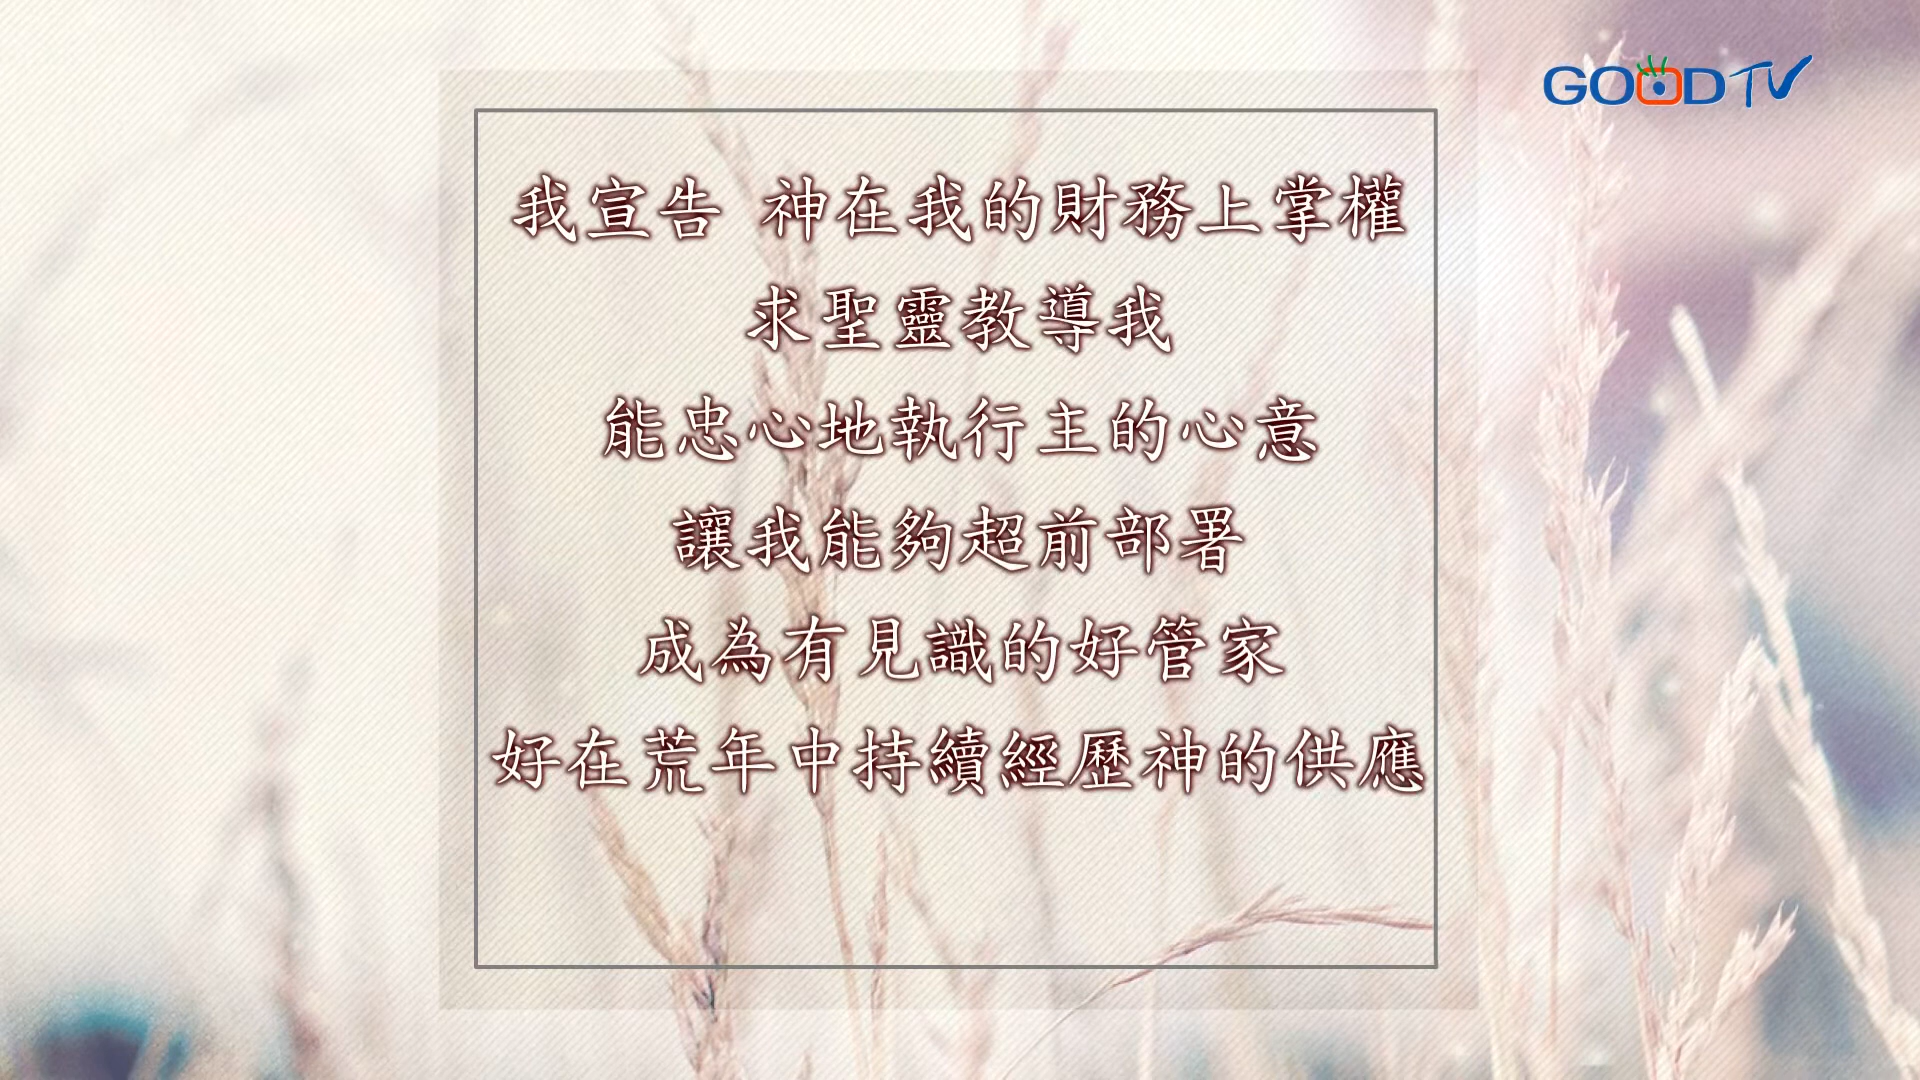 GOOD TV
我宣告 神在我的財務上掌權
求聖靈教導我
能忠心地執行主的心意
讓我能夠超前部署
成為有見識的好管家
好在荒年中持續經歷神的供應